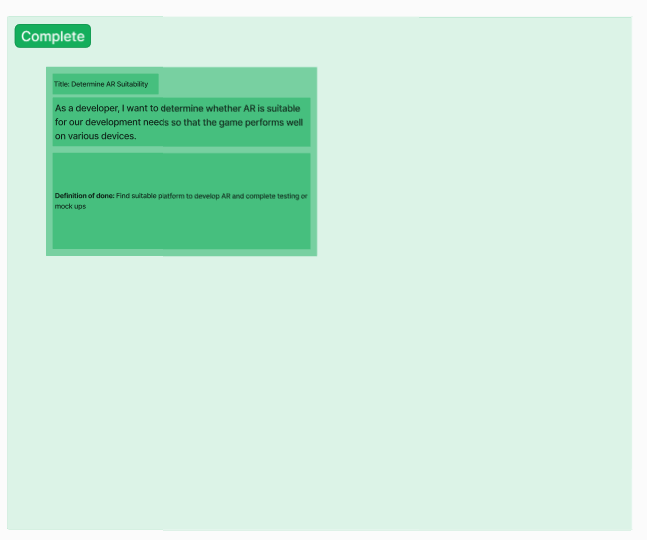 Complete
Title: Determine AR Suitability
As a developer, I want to determine whether AR is suitable
for our development needs so that the game performs well
on various devices.
Definition of done: Find suitable platform to develop AR and complete testing or
mock ups